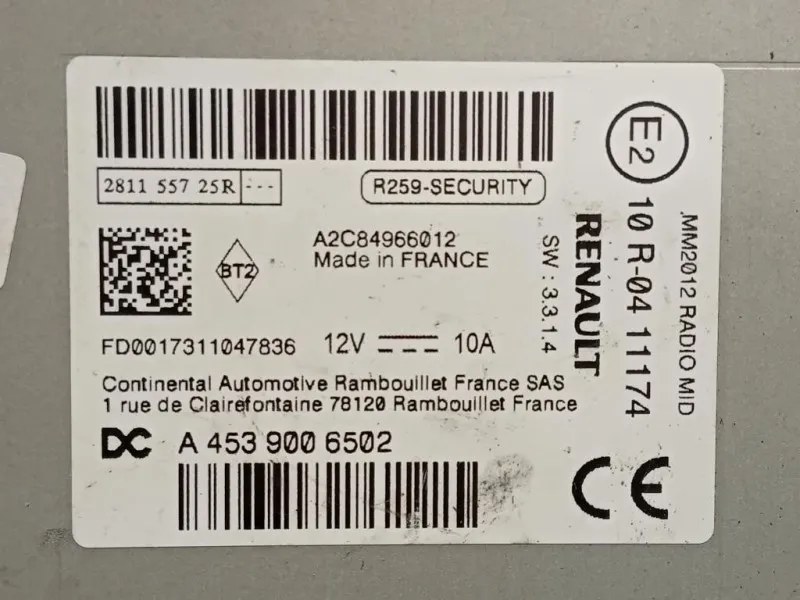 2811 557 25R ---
R259-SECURITY
BT2
A2C84966012
Made in FRANCE
FD0017311047836 12V 10A
Continental Automotive Rambouillet France SAS
1 rue de Clairefontaine 78120 Rambouillet France
DC A 453 900 6502
SW : 3.3.1.4
RENAULT
E2 10 R-04 11174
.MM2012 RADIO MID
CE